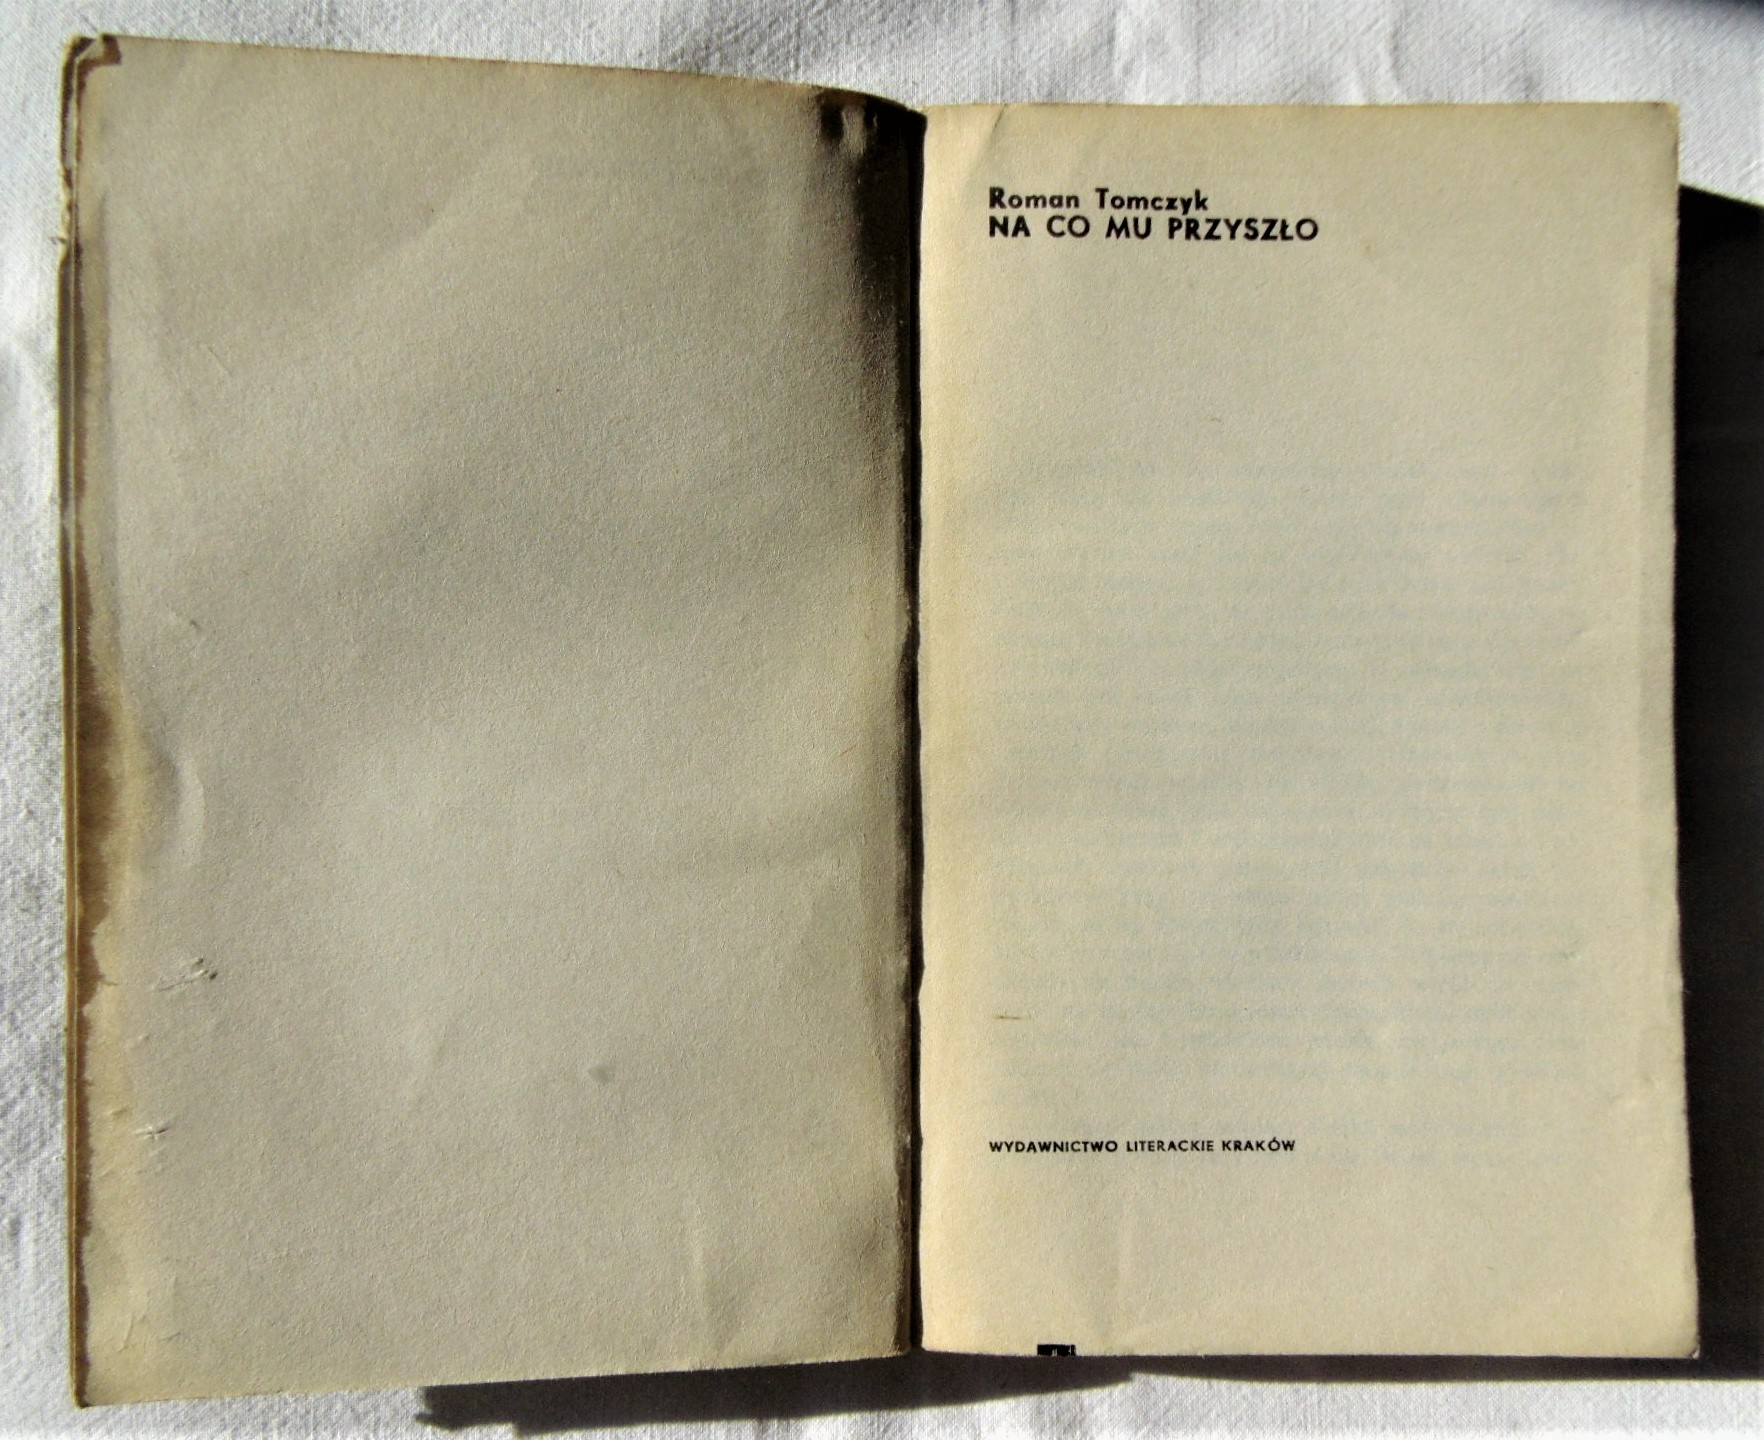 Roman Tomczyk
NA CO MU PRZYSZŁO
WYDAWNICTWO LITERACKIE KRAKÓW